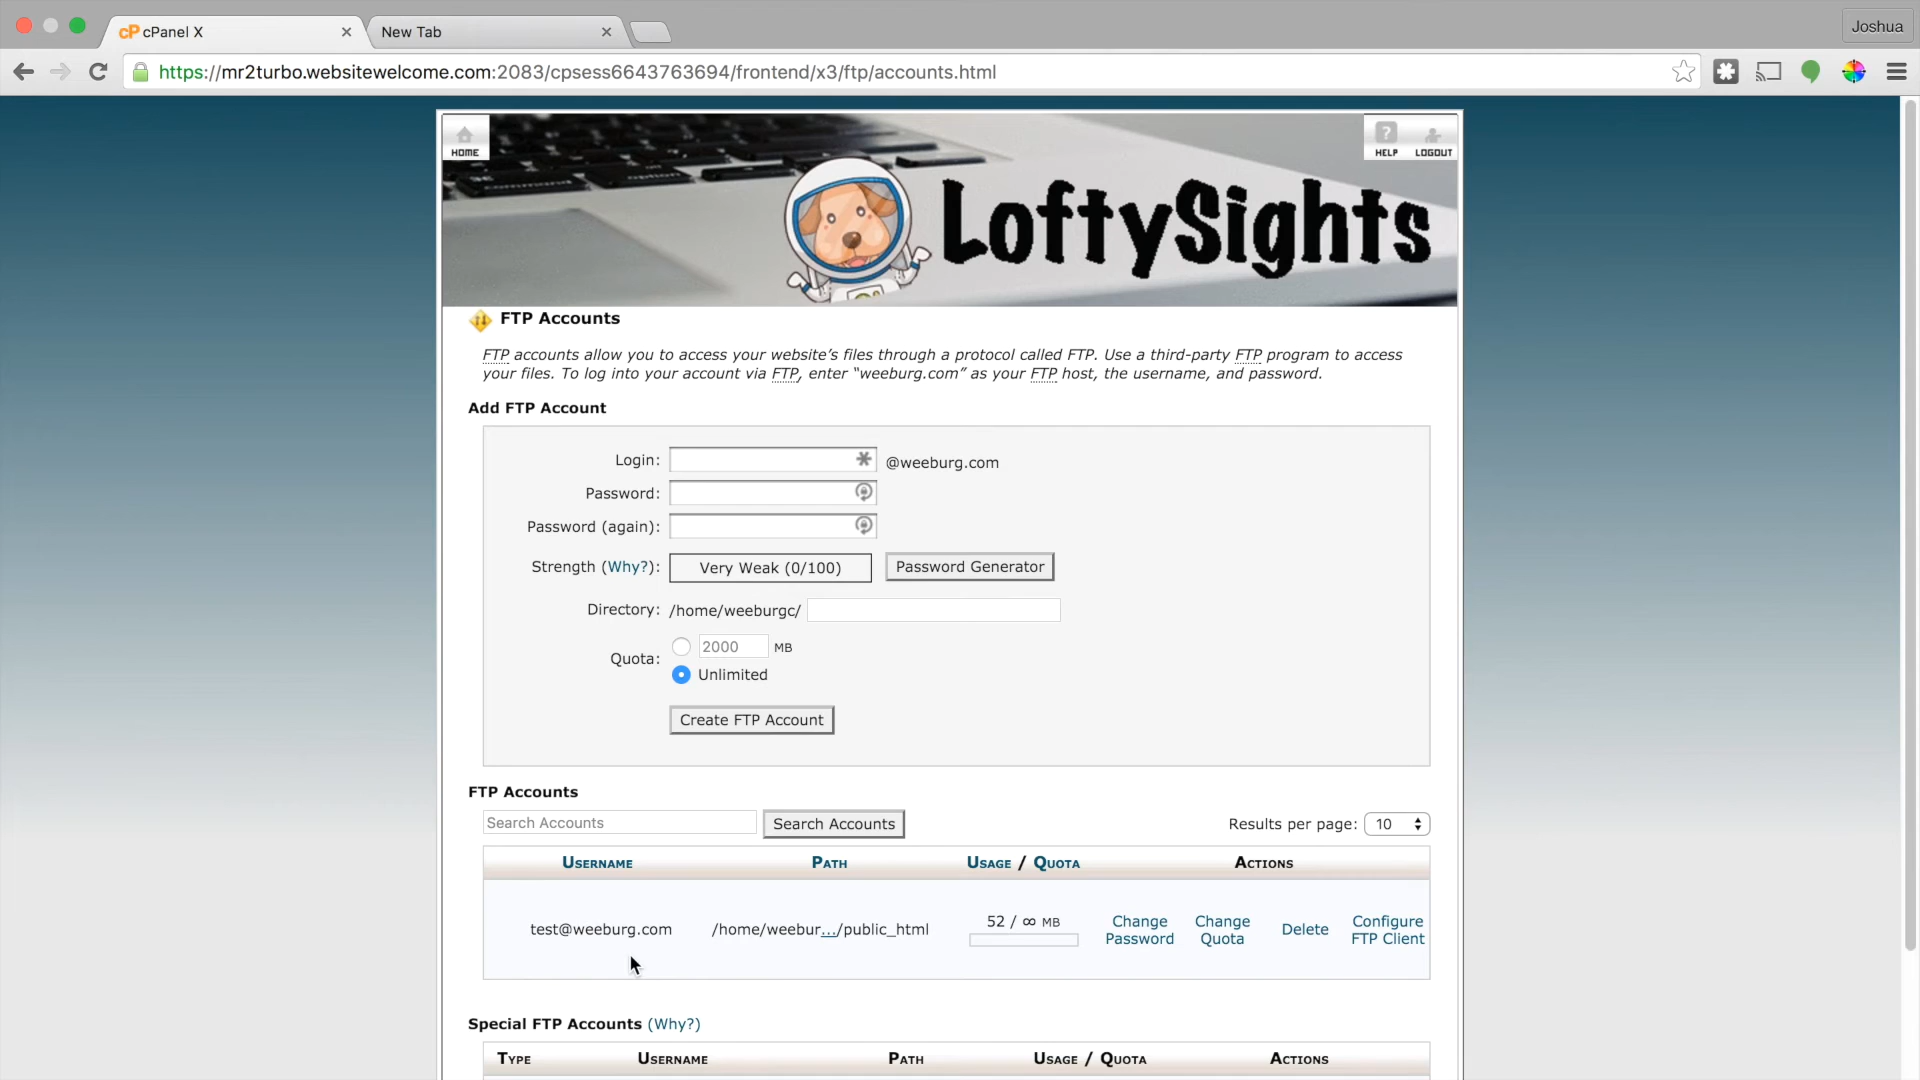 cPanel X
New Tab
Joshua
https://mr2turbo.websitewelcome.com:2083/cpsess6643763694/frontend/x3/ftp/accounts.html
HOME
HELP
LOGOUT
command
option
LoftySights
FTP Accounts
FTP accounts allow you to access your website's files through a protocol called FTP. Use a third-party FTP program to access
your files. To log into your account via FTP, enter "weeburg.com" as your FTP host, the username, and password.
Add FTP Account
Login: @weeburg.com
Password:
Password (again):
Strength (Why?): Very Weak (0/100) Password Generator
Directory: /home/weeburgc/
Quota: 2000 MB
Unlimited
Create FTP Account
FTP Accounts
Search Accounts Search Accounts Results per page: 10
Username Path Usage / Quota Actions
test@weeburg.com /home/weebur.../public_html 52 / ∞ MB Change Password Change Quota Delete Configure FTP Client
Special FTP Accounts (Why?)
Type Username Path Usage / Quota Actions